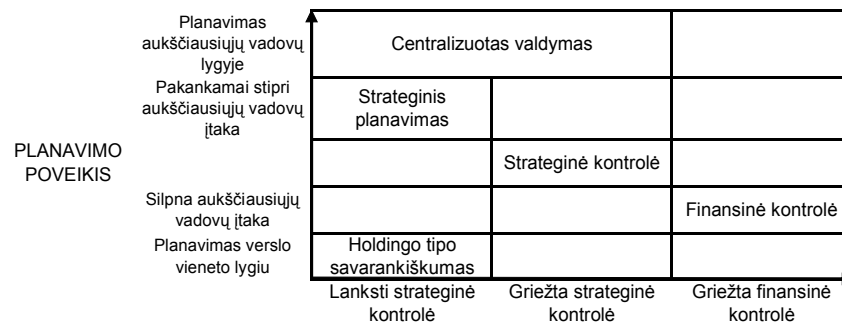 Planavimas
aukščiausiųjų vadovų
lygyje
Centralizuotas valdymas
Pakankamai stipri
aukščiausiųjų vadovų
įtaka
Strateginis
planavimas
PLANAVIMO
POVEIKIS
Strateginė kontrolė
Silpna aukščiausiųjų
vadovų įtaka
Finansinė kontrolė
Planavimas verslo
vieneto lygiu
Holdingo tipo
savarankiškumas
Lanksti strateginė
kontrolė
Griežta strateginė
kontrolė
Griežta finansinė
kontrolė